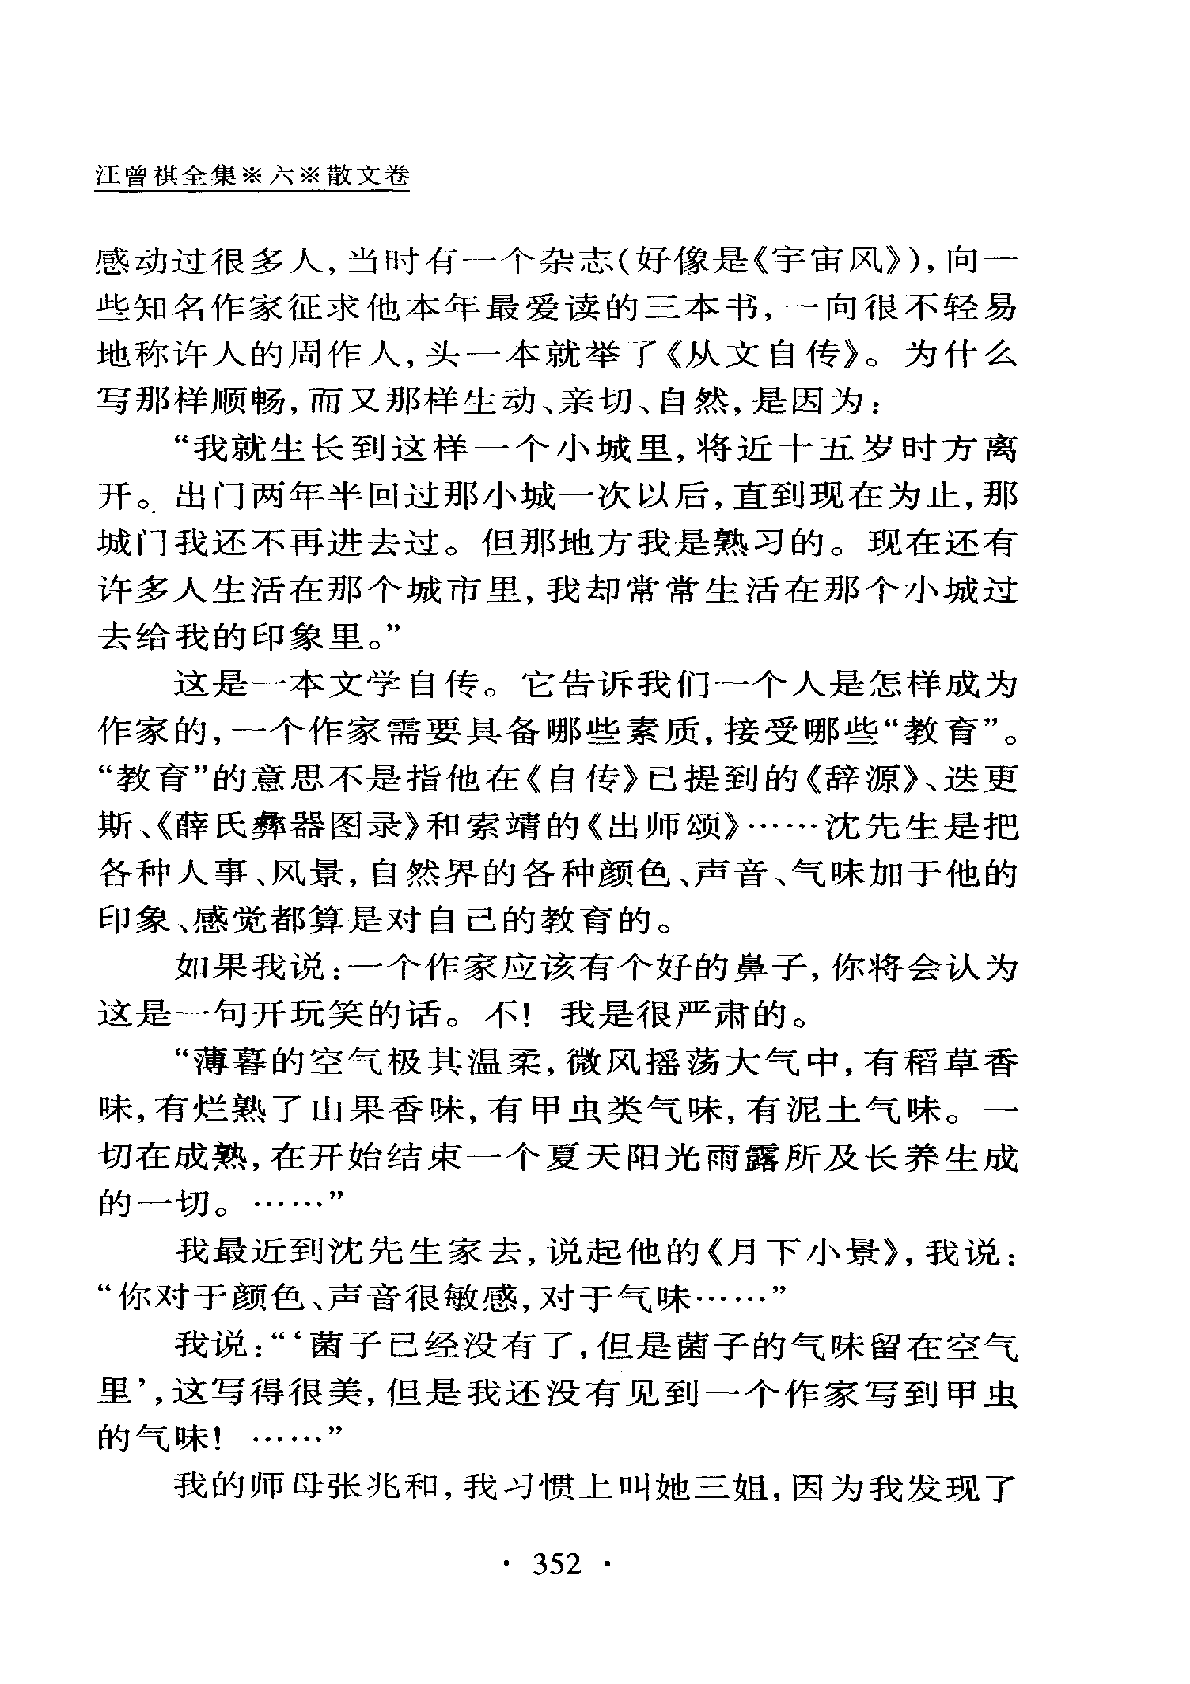 汪曾祺全集※六※散文卷
感动过很多人,当时有一个杂志(好像是《宇宙风》),向一
些知名作家征求他本年最爱读的三本书,一向很不轻易
地称许人的周作人,头一本就举了《从文自传》。为什么
写那样顺畅,而又那样生动、亲切、自然,是因为:
“我就生长到这样一个小城里,将近十五岁时方离
开。出门两年半回过那小城一次以后,直到现在为止,那
城门我还不再进去过。但那地方我是熟习的。现在还有
许多人生活在那个城市里,我却常常生活在那个小城过
去给我的印象里。”
这是一本文学自传。它告诉我们一个人是怎样成为
作家的,一个作家需要具备哪些素质,接受哪些“教育”。
“教育”的意思不是指他在《自传》已提到的《辞源》、迭更
斯、《薛氏彝器图录》和索靖的《出师颂》……沈先生是把
各种人事、风景,自然界的各种颜色、声音、气味加于他的
印象、感觉都算是对自己的教育的。
如果我说:一个作家应该有个好的鼻子,你将会认为
这是一句开玩笑的话。不! 我是很严肃的。
“薄暮的空气极其温柔,微风摇荡大气中,有稻草香
味,有烂熟了山果香味,有甲虫类气味,有泥土气味。一
切在成熟,在开始结束一个夏天阳光雨露所及长养生成
的一切。……”
我最近到沈先生家去,说起他的《月下小景》,我说:
“你对于颜色、声音很敏感,对于气味……”
我说:“‘菌子已经没有了,但是菌子的气味留在空气
里’,这写得很美,但是我还没有见到一个作家写到甲虫
的气味! ……”
我的师母张兆和,我习惯上叫她三姐,因为我发现了
· 352 ·